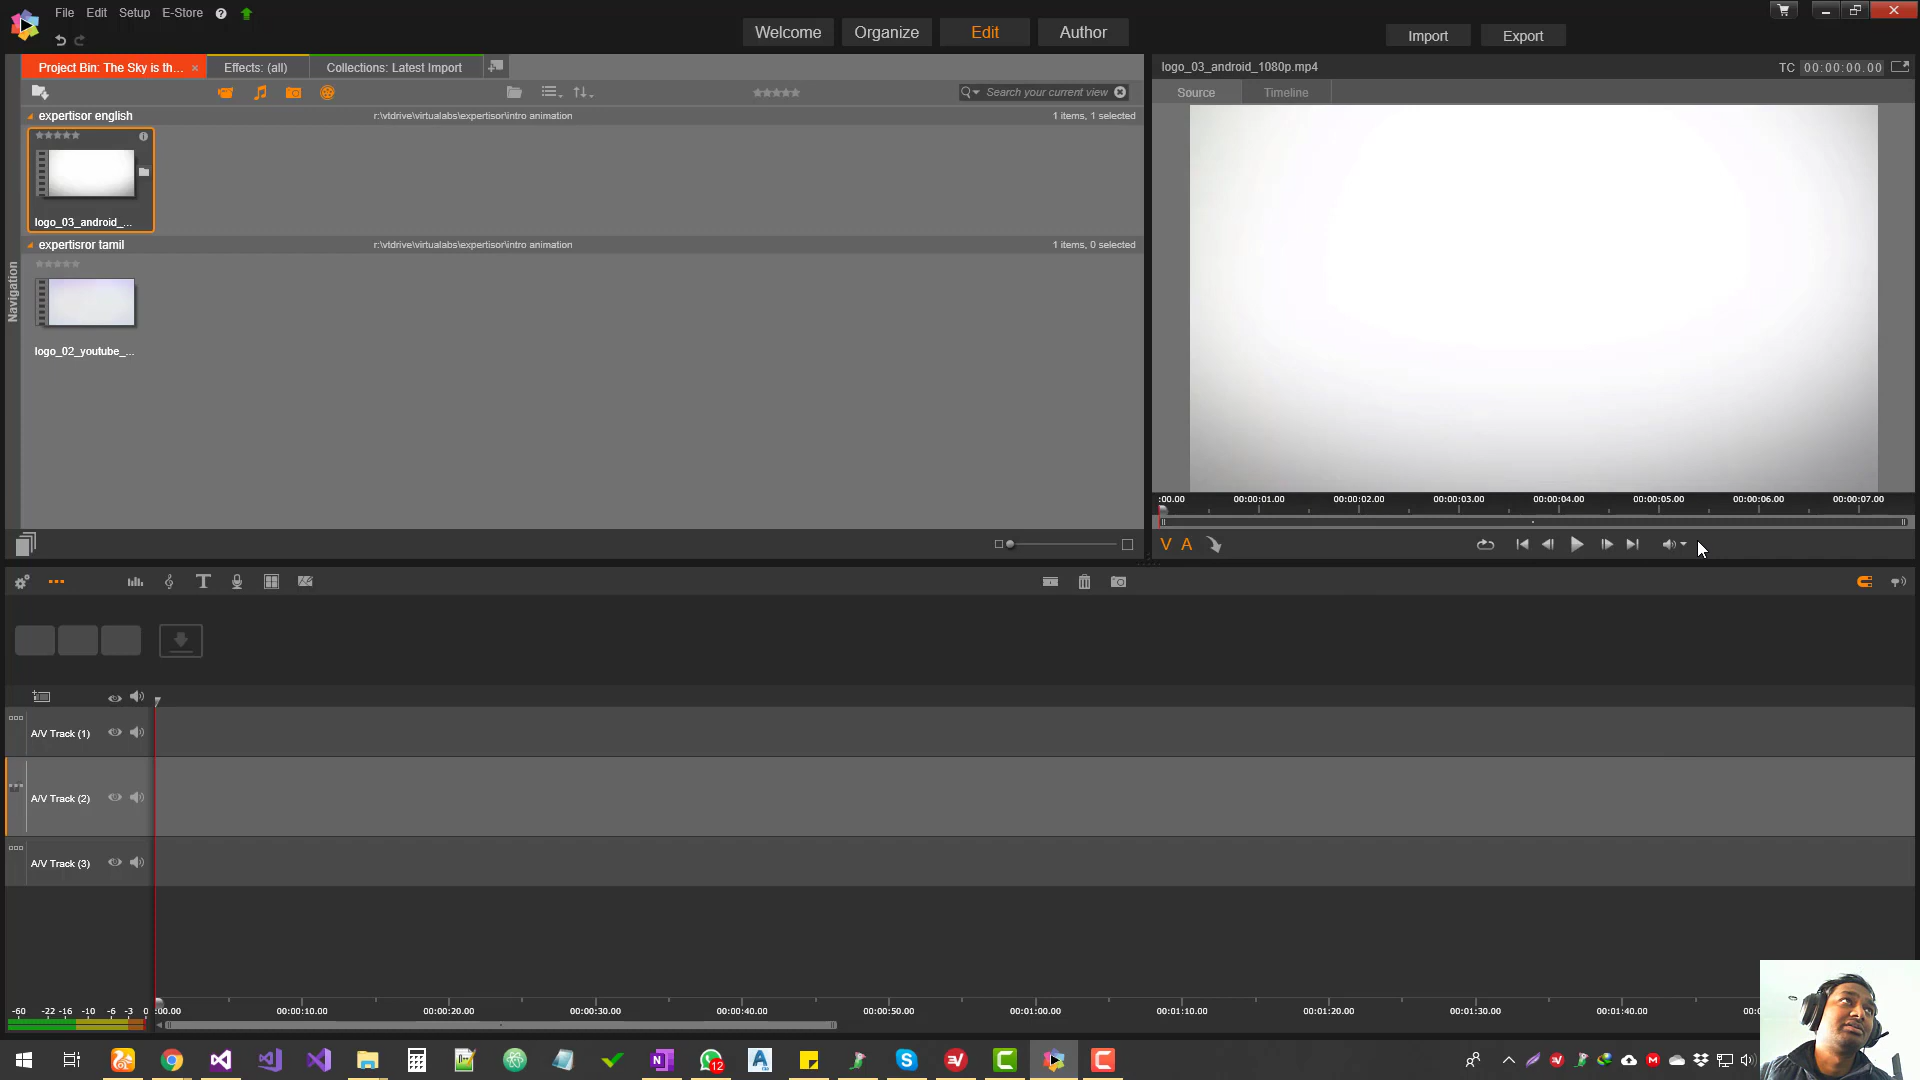 File Edit Setup E-Store
Welcome Organize Edit Author
Import Export
Project Bin: The Sky is th... × Effects: (all) Collections: Latest Import
logo_03_android_1080p.mp4 TC 00:00:00.00
Source Timeline
Search your current view
expertisor english r:\vtdrive\virtualabs\expertisor\intro animation 1 items, 1 selected
logo_03_android_...
expertisror tamil r:\vtdrive\virtualabs\expertisor\intro animation 1 items, 0 selected
logo_02_youtube_...
Navigation
:00.00 00:00:01.00 00:00:02.00 00:00:03.00 00:00:04.00 00:00:05.00 00:00:06.00 00:00:07.00
V A
T
A/V Track (1)
A/V Track (2)
A/V Track (3)
-60 -22 -16 -10 -6 -3 0 :00.00 00:00:10.00 00:00:20.00 00:00:30.00 00:00:40.00 00:00:50.00 00:01:00.00 00:01:10.00 00:01:20.00 00:01:30.00 00:01:40.00 00:0
12